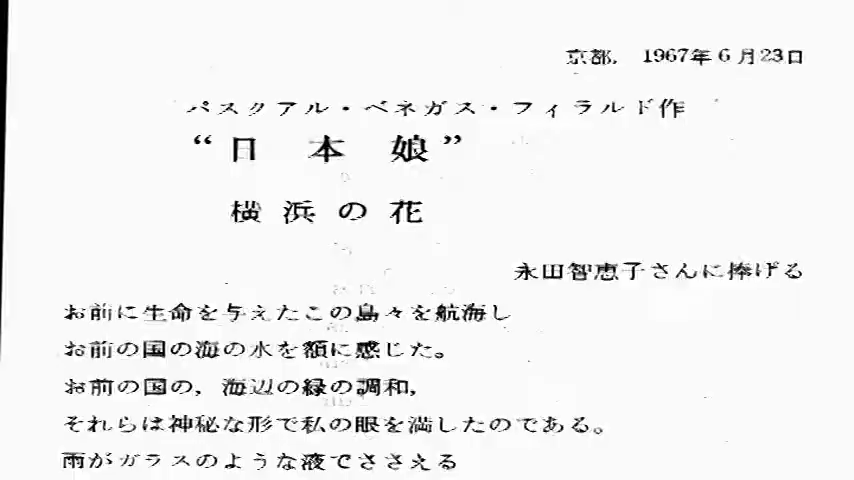 京都, 1967年6月23日
パスクアル・ベネガス・フィラルド作
“日 本 娘”
横浜の花
永田智恵子さんに捧げる
お前に生命を与えたこの島々を航海し
お前の国の海の水を額に感じた。
お前の国の, 海辺の緑の調和,
それらは神秘な形で私の眼を満したのである。
雨がガラスのような液でささえる